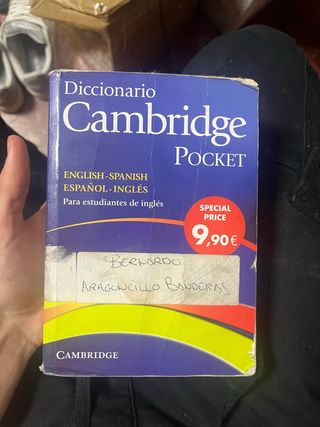 Diccionario
Cambridge
POCKET
ENGLISH-SPANISH
ESPAÑOL-INGLÉS
Para estudiantes de inglés
SPECIAL
PRICE
9,90€
BERNARDO
ARAGONCILLO BANDERAS
CAMBRIDGE